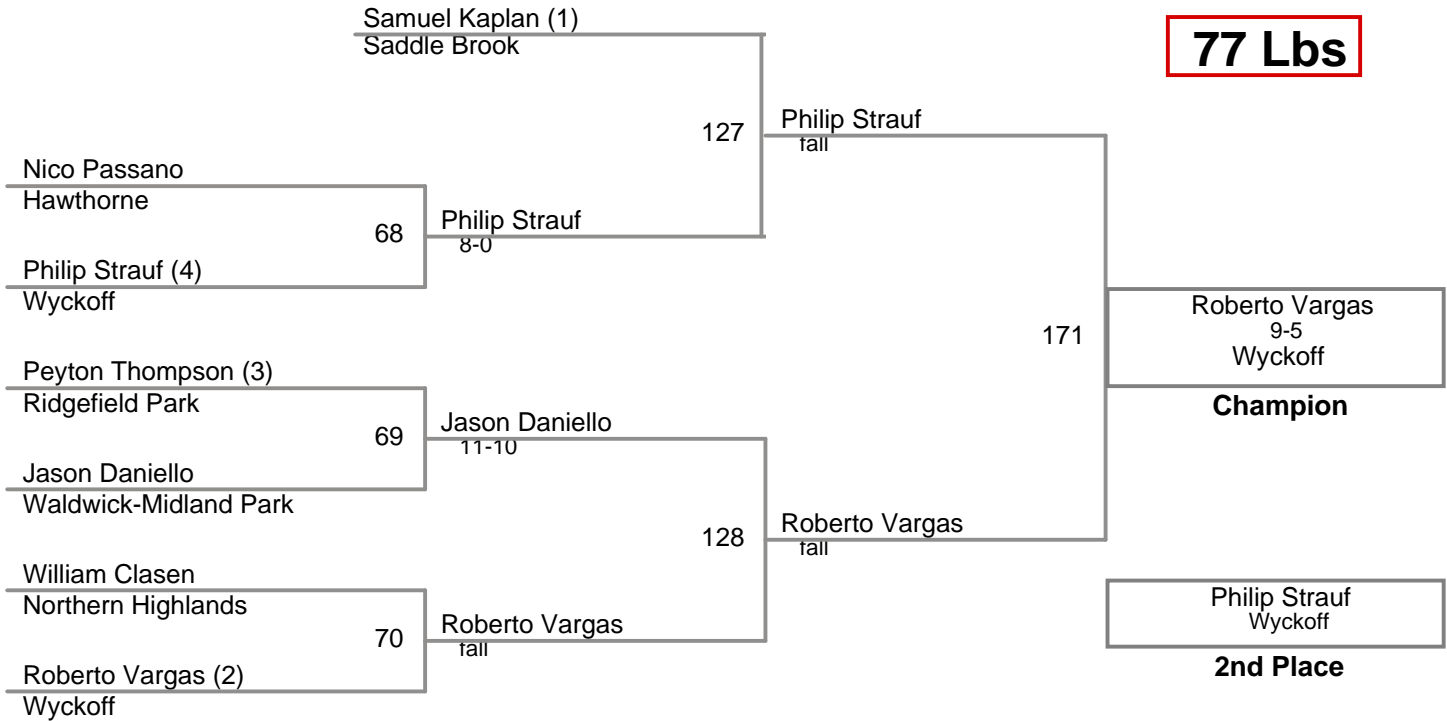 Samuel Kaplan (1)
Saddle Brook
77 Lbs
127
Philip Strauf
fall
Nico Passano
Hawthorne
68
Philip Strauf
8-0
Philip Strauf (4)
Wyckoff
171
Roberto Vargas
9-5
Wyckoff
Champion
Peyton Thompson (3)
Ridgefield Park
69
Jason Daniello
11-10
Jason Daniello
Waldwick-Midland Park
128
Roberto Vargas
fall
William Clasen
Northern Highlands
70
Roberto Vargas
fall
Roberto Vargas (2)
Wyckoff
Philip Strauf
Wyckoff
2nd Place